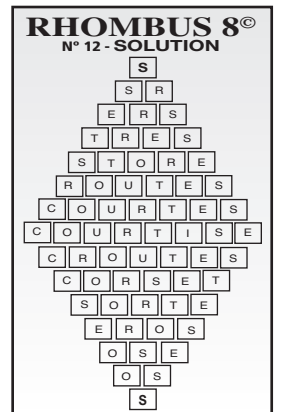 RHOMBUS 8©
Nº 12 - SOLUTION
S
S R
E R S
T R E S
S T O R E
R O U T E S
C O U R T E S
C O U R T I S E
C R O U T E S
C O R S E T
S O R T E
E R O S
O S E
O S
S